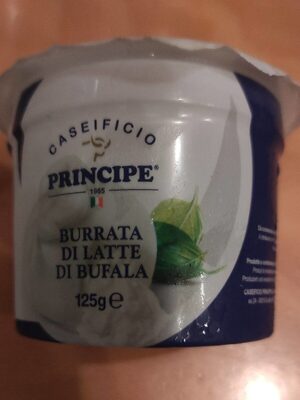 CASEIFICIO
PRINCIPE®
1965
BURRATA
DI LATTE
DI BUFALA
125g ℮